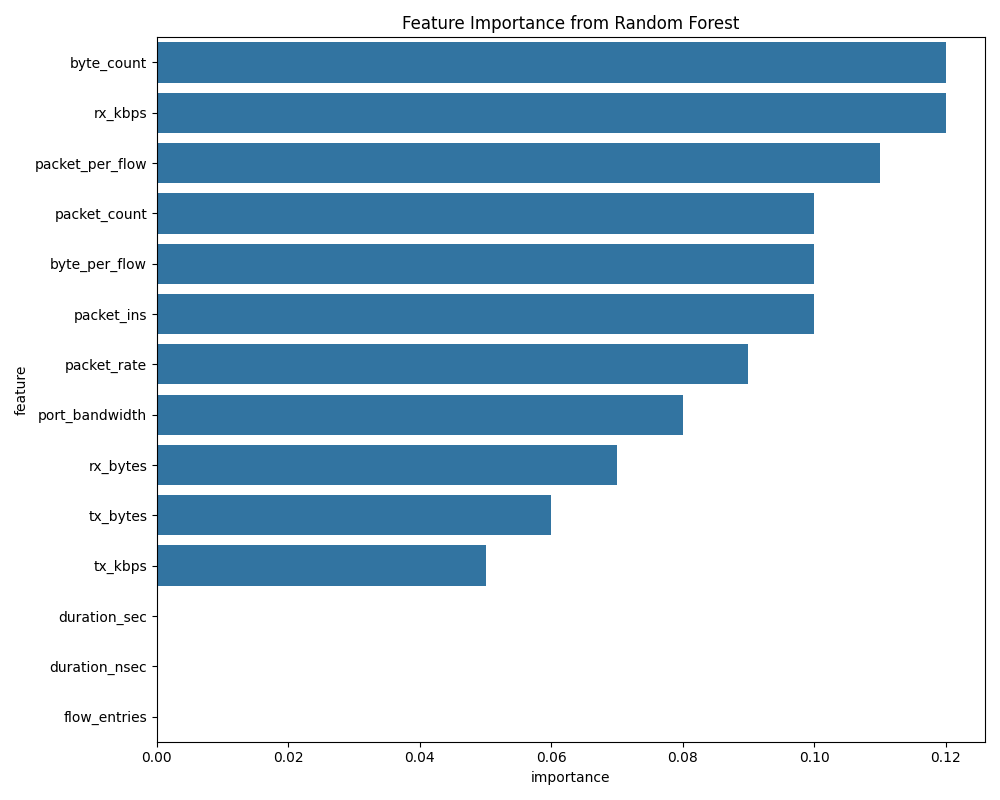 Feature Importance from Random Forest
byte_count
rx_kbps
packet_per_flow
packet_count
byte_per_flow
packet_ins
packet_rate
port_bandwidth
rx_bytes
tx_bytes
tx_kbps
duration_sec
duration_nsec
flow_entries
feature
0.00 0.02 0.04 0.06 0.08 0.10 0.12
importance